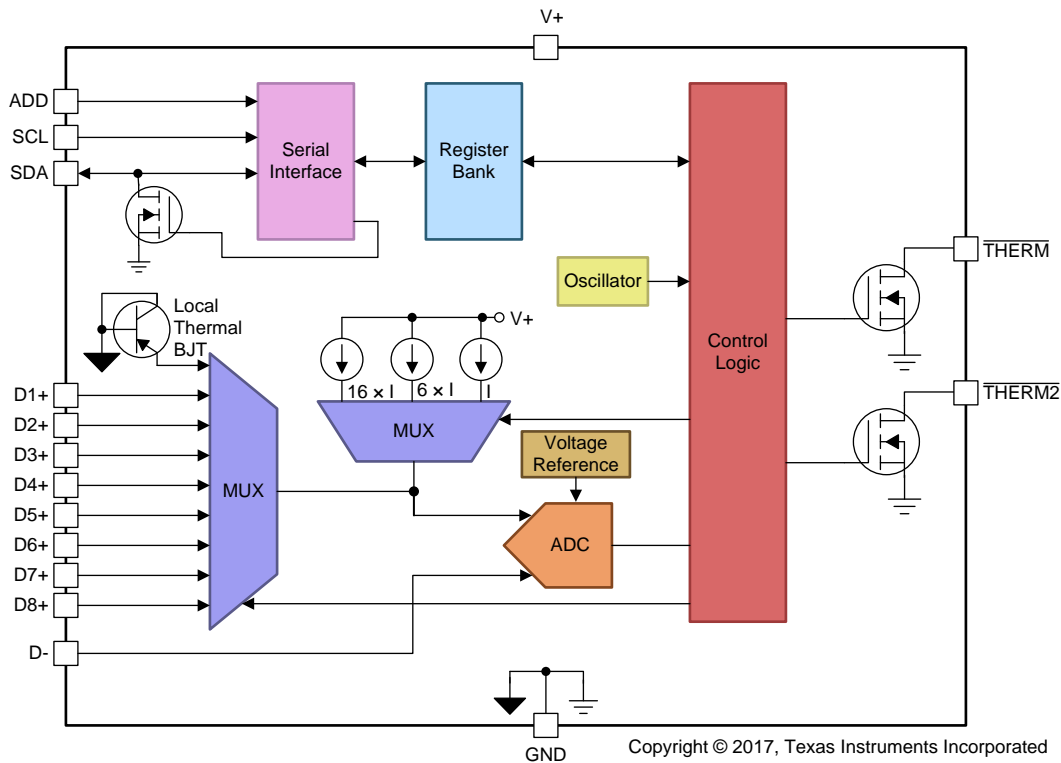 V+
ADD
SCL
SDA
Serial
Interface
Register
Bank
THERM
Oscillator
Local
Thermal
BJT
V+
Control
Logic
16 × I
6 × I
I
THERM2
D1+
D2+
D3+
D4+
D5+
D6+
D7+
D8+
D-
MUX
MUX
Voltage
Reference
ADC
GND
Copyright © 2017, Texas Instruments Incorporated